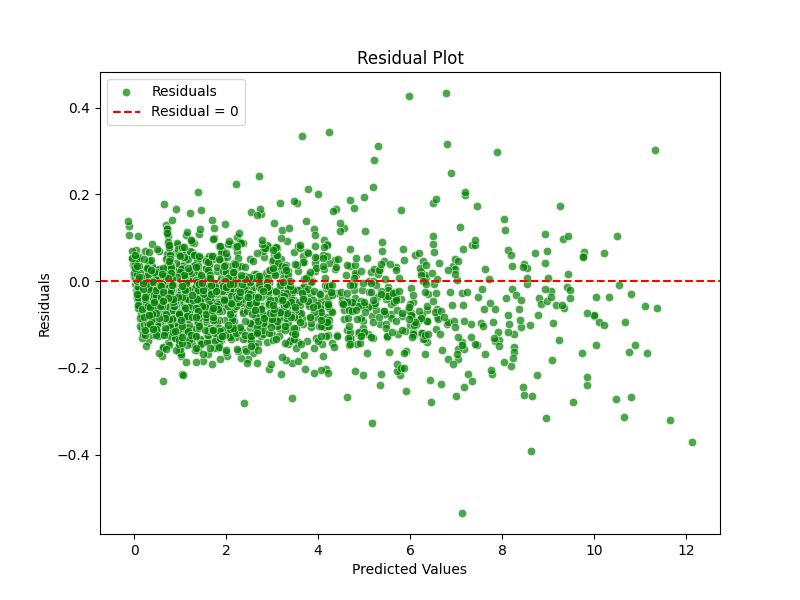 Residual Plot
Residuals
Residual = 0
0.4
0.2
0.0
−0.2
−0.4
Residuals
0 2 4 6 8 10 12
Predicted Values